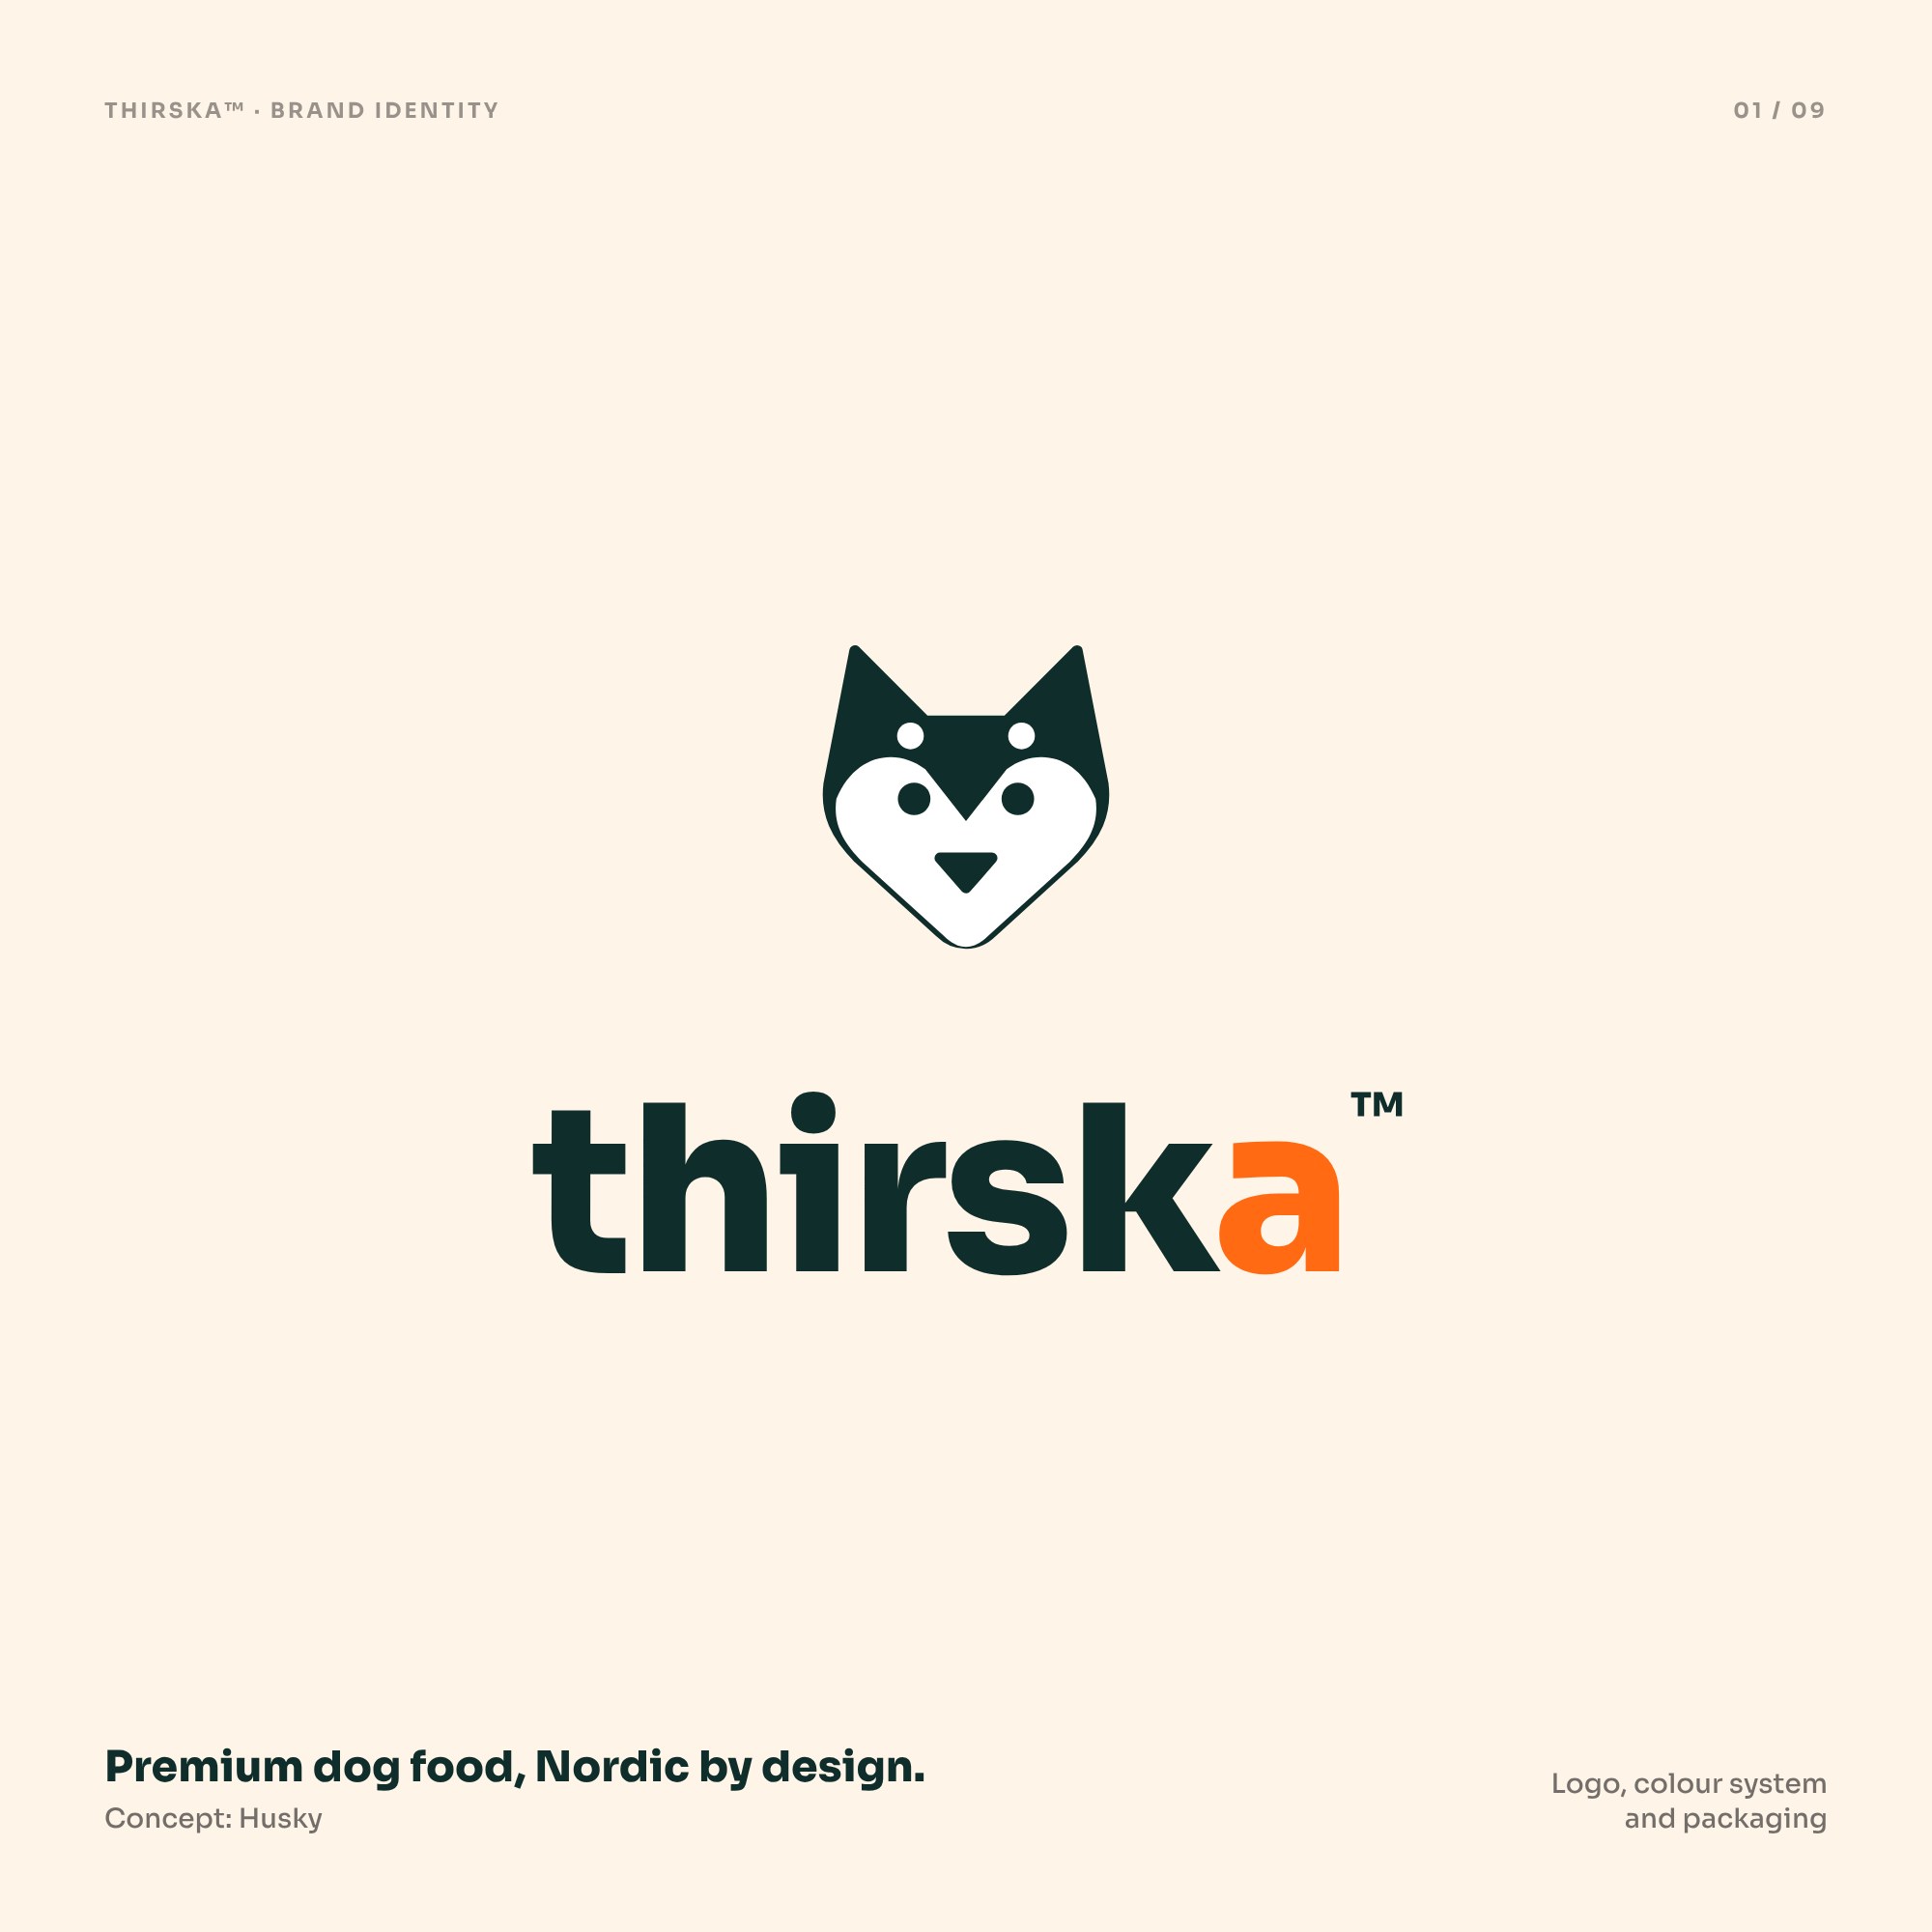 THIRSKA™ · BRAND IDENTITY
01 / 09
thirska™
Premium dog food, Nordic by design.
Concept: Husky
Logo, colour system
and packaging